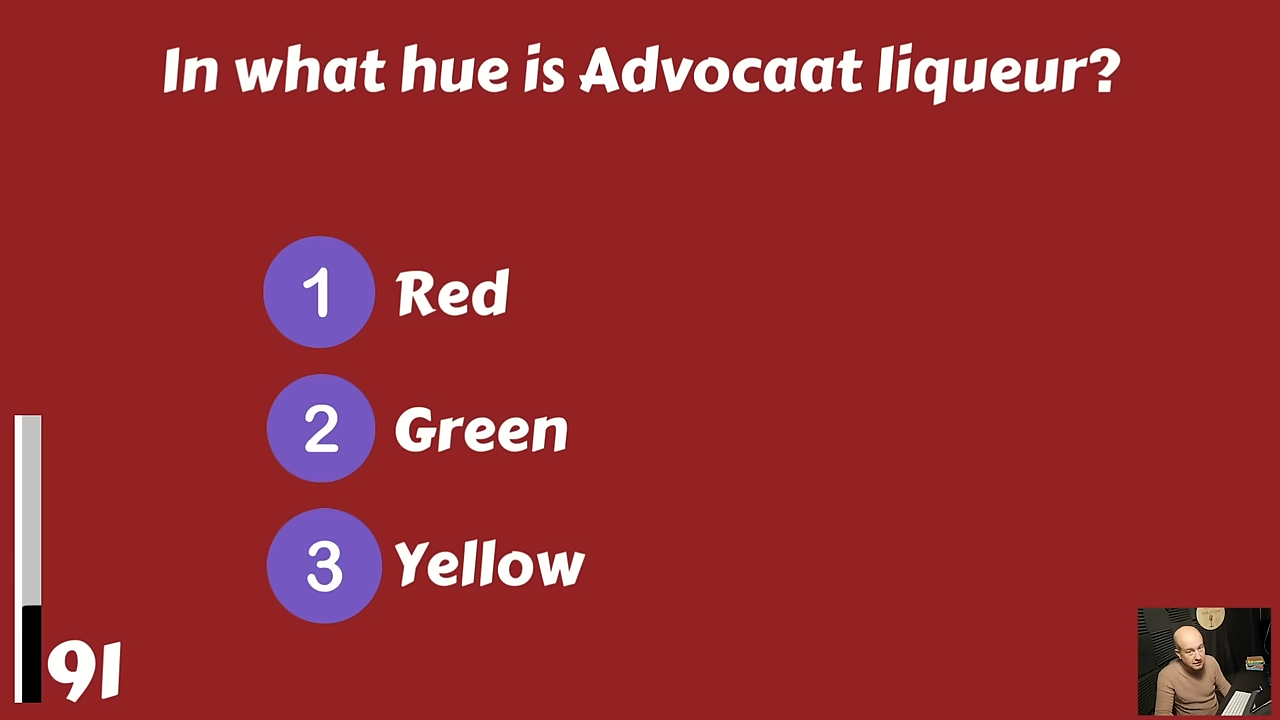 In what hue is Advocaat liqueur?
1 Red
2 Green
3 Yellow
91